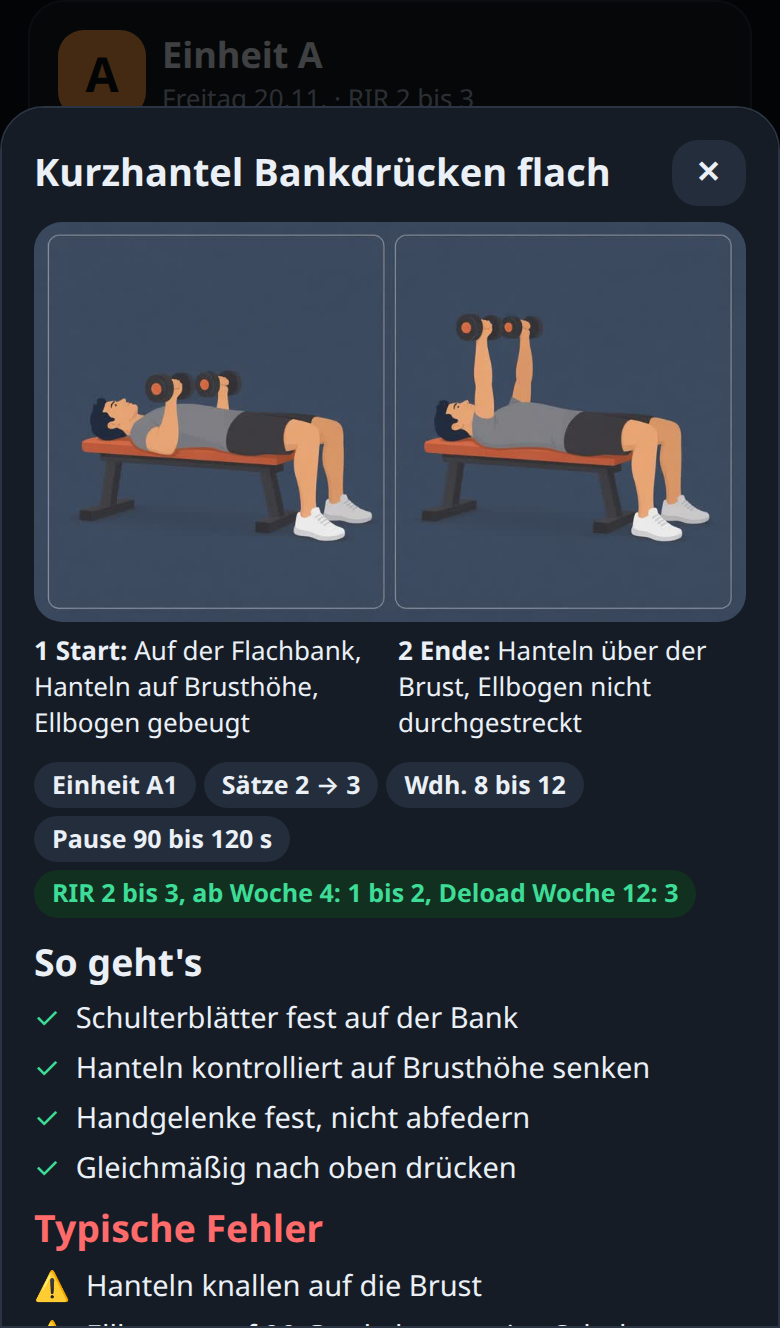 A
Einheit A
Freitag 20.11. · RIR 2 bis 3
Kurzhantel Bankdrücken flach
✕
1 Start: Auf der Flachbank,
Hanteln auf Brusthöhe,
Ellbogen gebeugt
2 Ende: Hanteln über der
Brust, Ellbogen nicht
durchgestreckt
Einheit A1
Sätze 2 → 3
Wdh. 8 bis 12
Pause 90 bis 120 s
RIR 2 bis 3, ab Woche 4: 1 bis 2, Deload Woche 12: 3
So geht's
✓ Schulterblätter fest auf der Bank
✓ Hanteln kontrolliert auf Brusthöhe senken
✓ Handgelenke fest, nicht abfedern
✓ Gleichmäßig nach oben drücken
Typische Fehler
⚠️ Hanteln knallen auf die Brust